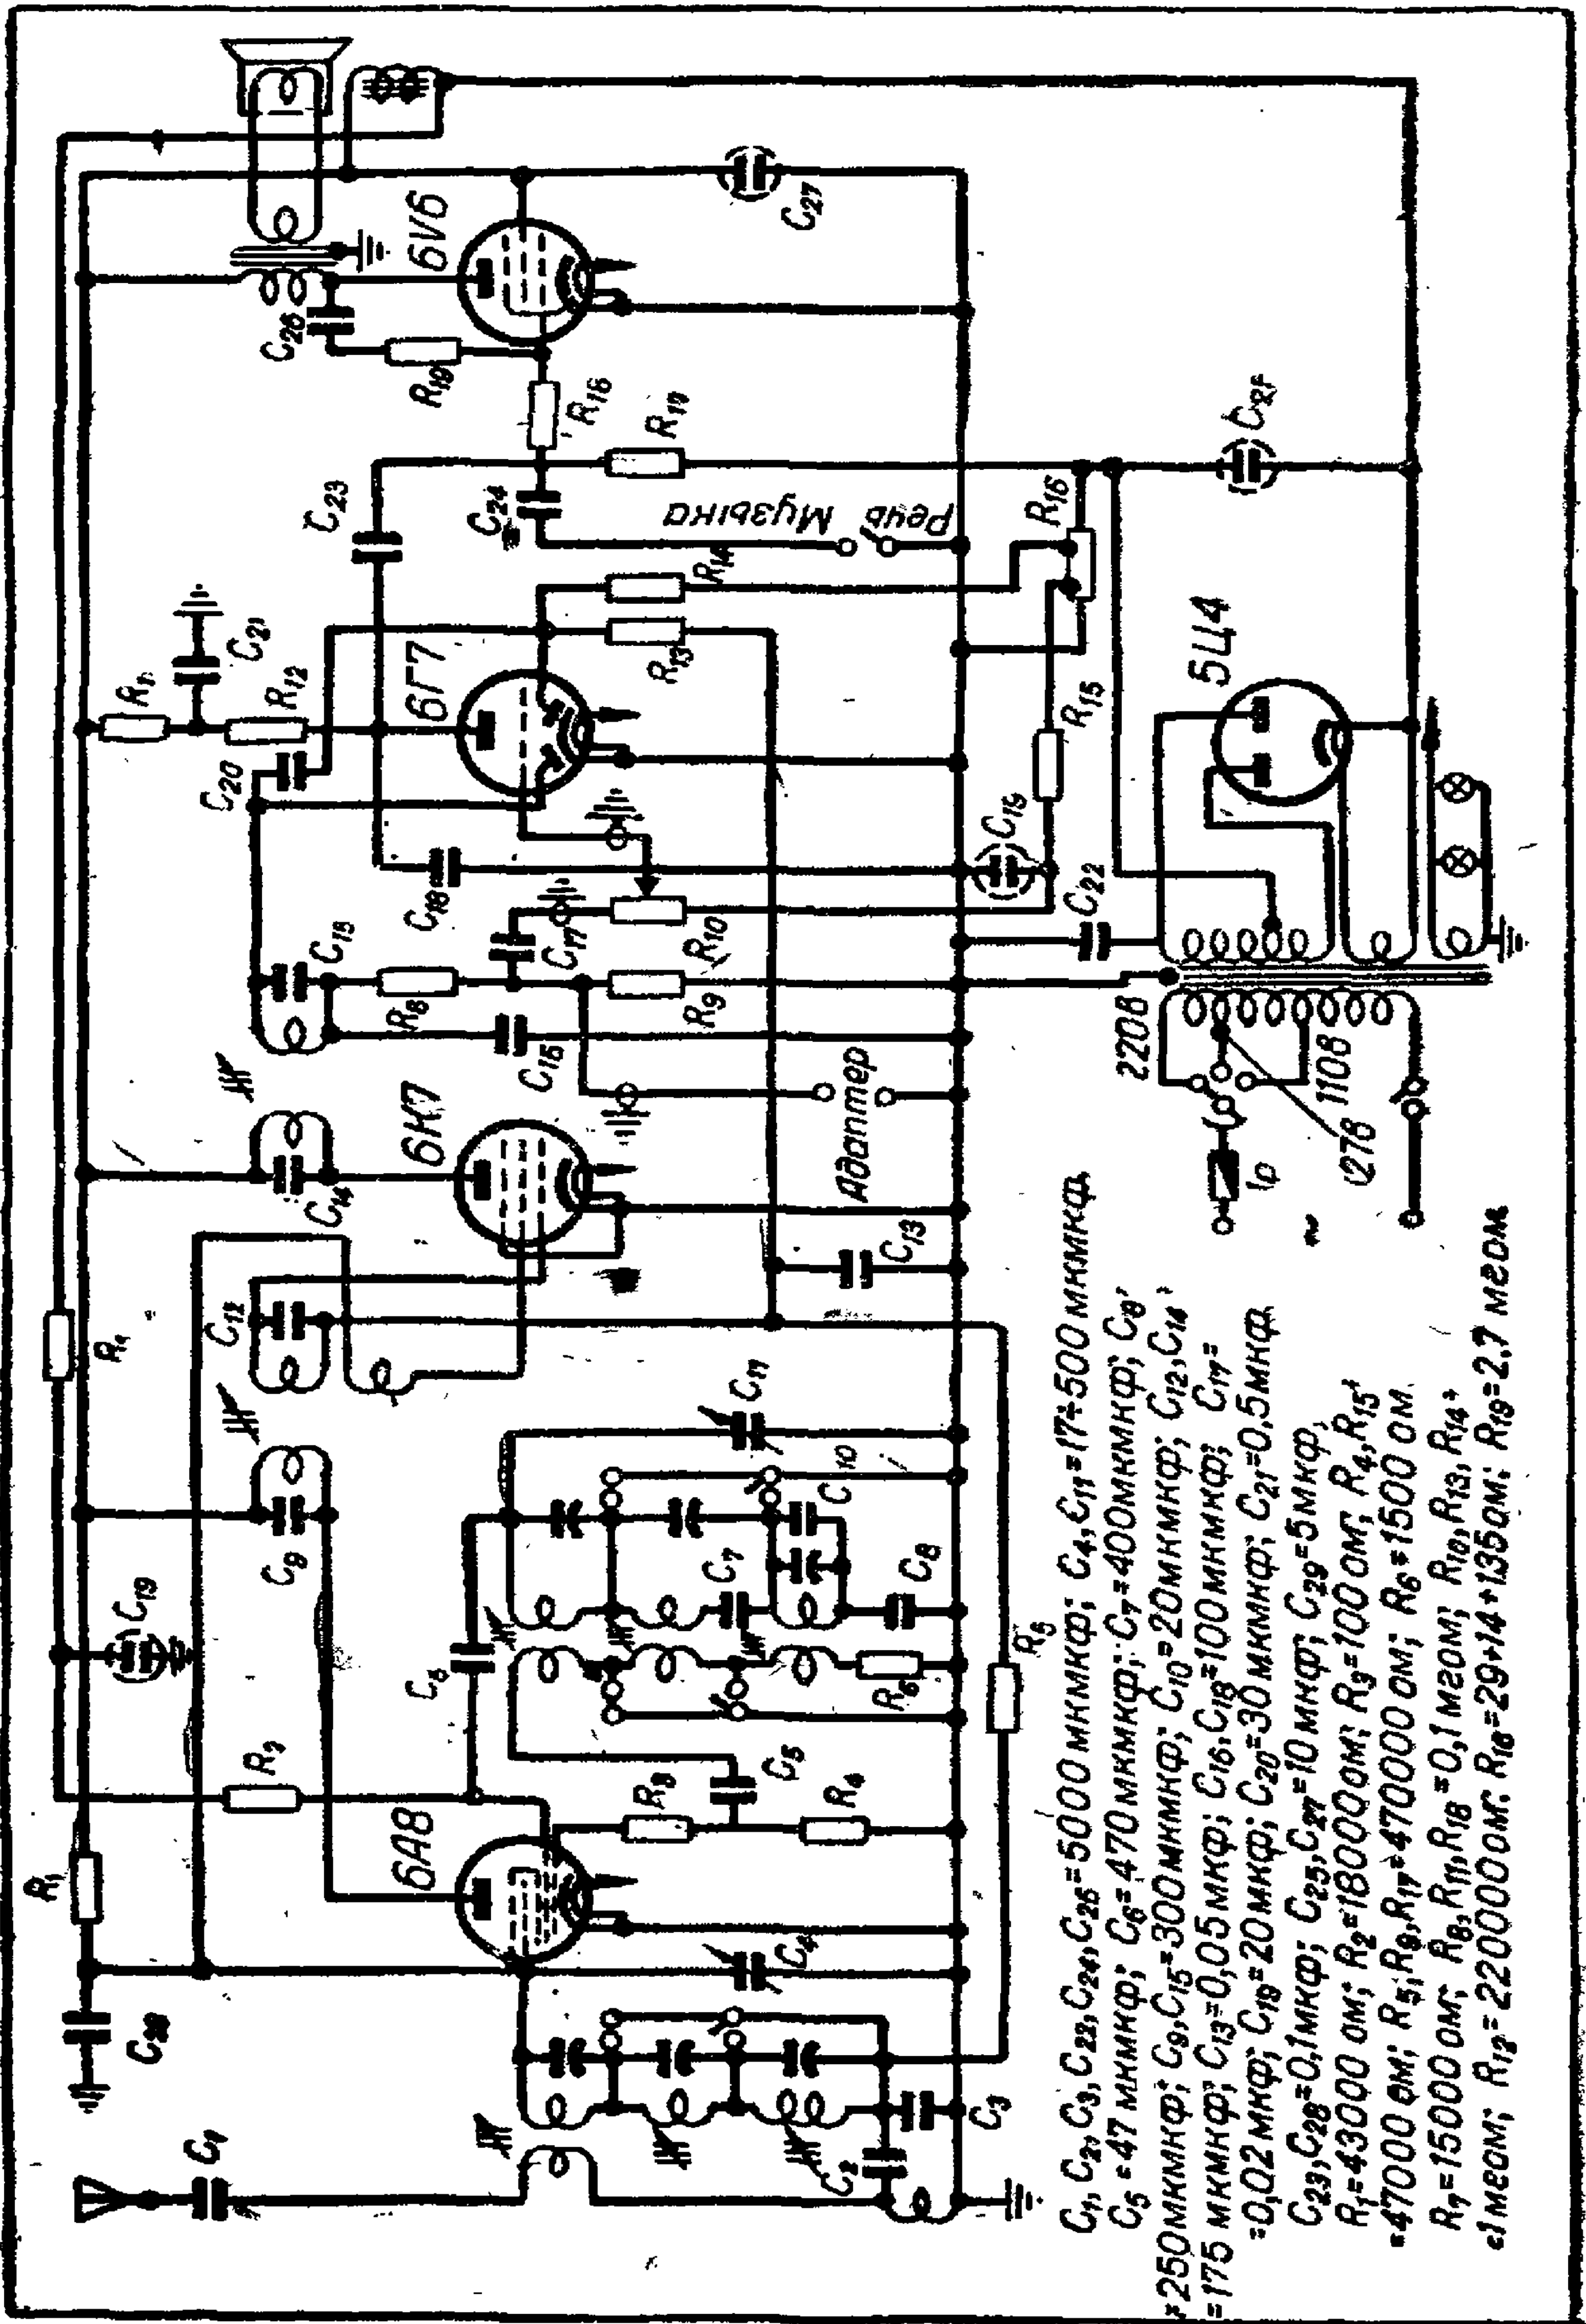 C₁
C₂₈
R₁
6А8
R₂
C₁₉
C₉
C₆
C₁₂
R₁
6К7
C₁₄
C₁₅
C₂₀
R₁₁
R₁₂
C₂₁
6Г7
C₂₃
C₂₆
R₁₉
6V6
C₂
C₃
C₄
R₃
R₄
C₅
R₆
C₇
C₈
C₁₀
C₁₁
R₅
C₁₃
Адаптер
C₁₆
R₈
R₉
C₁₇
R₁₀
C₁₈
R₁₃
R₁₄
Музыка
Речь
C₂₄
R₁₇
R₁₈
C₂₇
C₁₉
R₁₅
R₁₆
C₂₂
5Ц4
220В
110В
127В
Iр
C₁, C₂, C₃, C₂₂, C₂₄, C₂₆=5000 мкмкф; C₄, C₁₁=17÷500 мкмкф
C₅=47 мкмкф; C₆=470 мкмкф; C₇=400 мкмкф; C₈,
=250 мкмкф; C₉, C₁₅=300 мкмкф; C₁₀=20 мкмкф; C₁₂, C₁₄
=175 мкмкф; C₁₃=0,05 мкф; C₁₆, C₁₈=100 мкмкф; C₁₇=
=0,02 мкф; C₁₉=20 мкф; C₂₀=30 мкмкф; C₂₁=0,5 мкф
C₂₃, C₂₈=0,1 мкф; C₂₅, C₂₇=10 мкф; C₂₉=5 мкф,
R₁=43000 ом; R₂=18000 ом; R₃=100 ом; R₄, R₁₅
=47000 ом; R₅, R₉, R₁₇=470000 ом; R₆=1500 ом
R₇=15000 ом; R₈, R₁₁, R₁₈=0,1 мгом; R₁₀, R₁₃, R₁₄
=1 мгом; R₁₂=220000 ом; R₁₆=29+14+135 ом; R₁₉=2,7 мгом